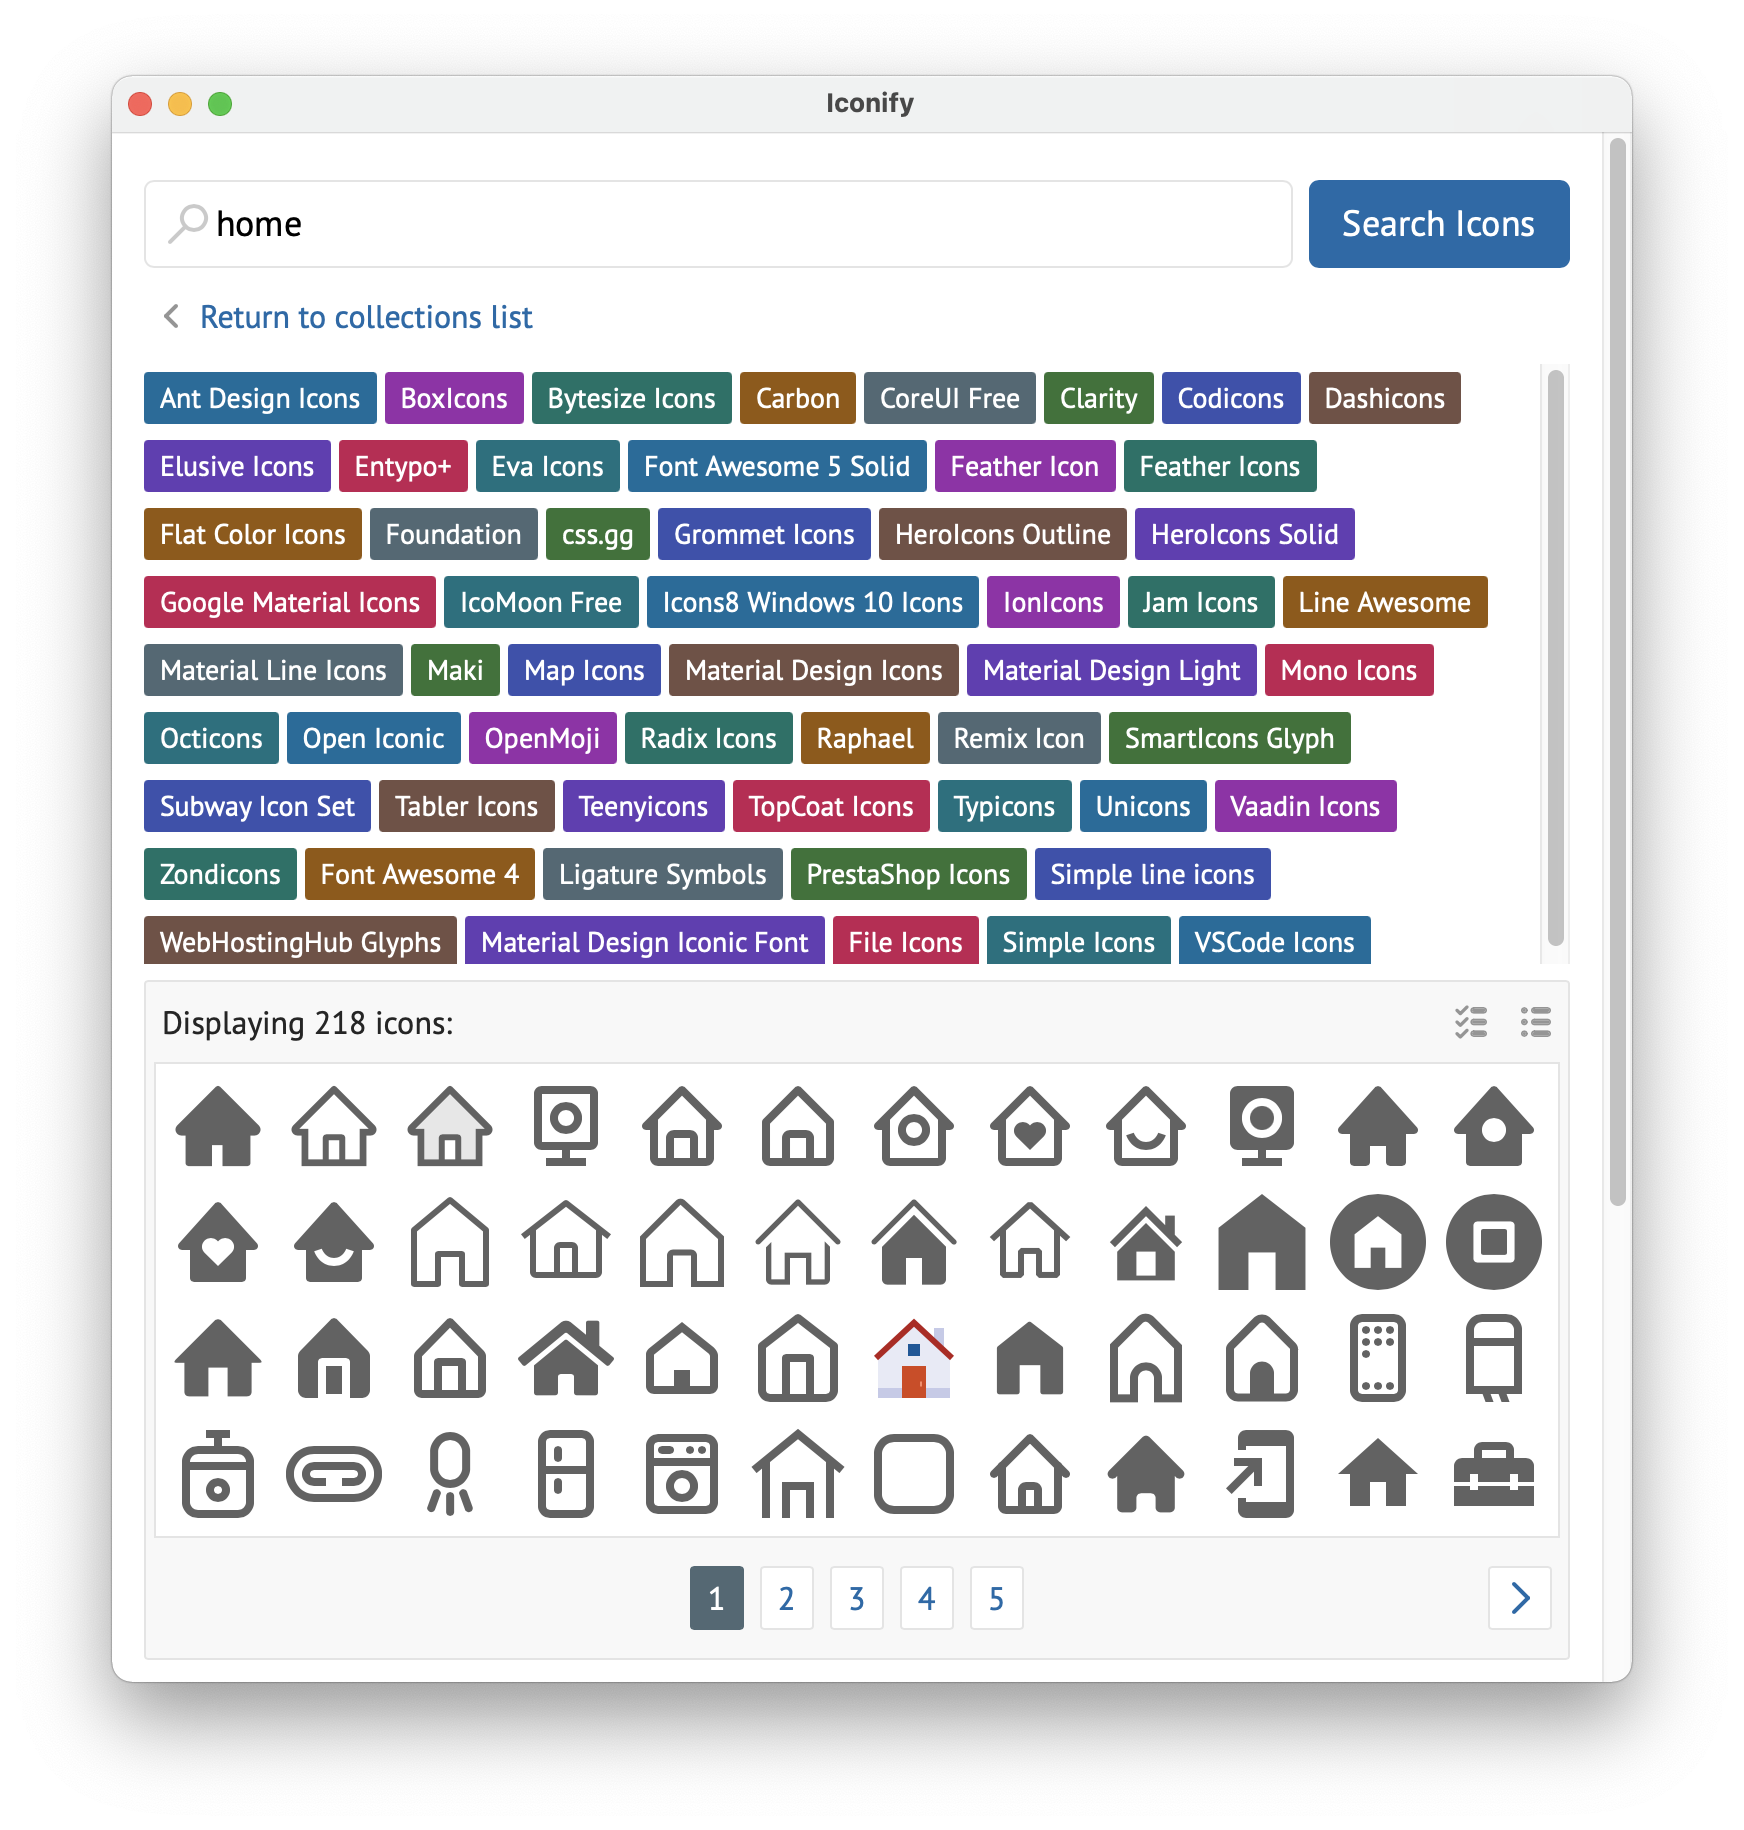 Iconify
home
Search Icons
Return to collections list
Ant Design Icons BoxIcons Bytesize Icons Carbon CoreUI Free Clarity Codicons Dashicons
Elusive Icons Entypo+ Eva Icons Font Awesome 5 Solid Feather Icon Feather Icons
Flat Color Icons Foundation css.gg Grommet Icons HeroIcons Outline HeroIcons Solid
Google Material Icons IcoMoon Free Icons8 Windows 10 Icons IonIcons Jam Icons Line Awesome
Material Line Icons Maki Map Icons Material Design Icons Material Design Light Mono Icons
Octicons Open Iconic OpenMoji Radix Icons Raphael Remix Icon SmartIcons Glyph
Subway Icon Set Tabler Icons Teenyicons TopCoat Icons Typicons Unicons Vaadin Icons
Zondicons Font Awesome 4 Ligature Symbols PrestaShop Icons Simple line icons
WebHostingHub Glyphs Material Design Iconic Font File Icons Simple Icons VSCode Icons
Displaying 218 icons:
1 2 3 4 5